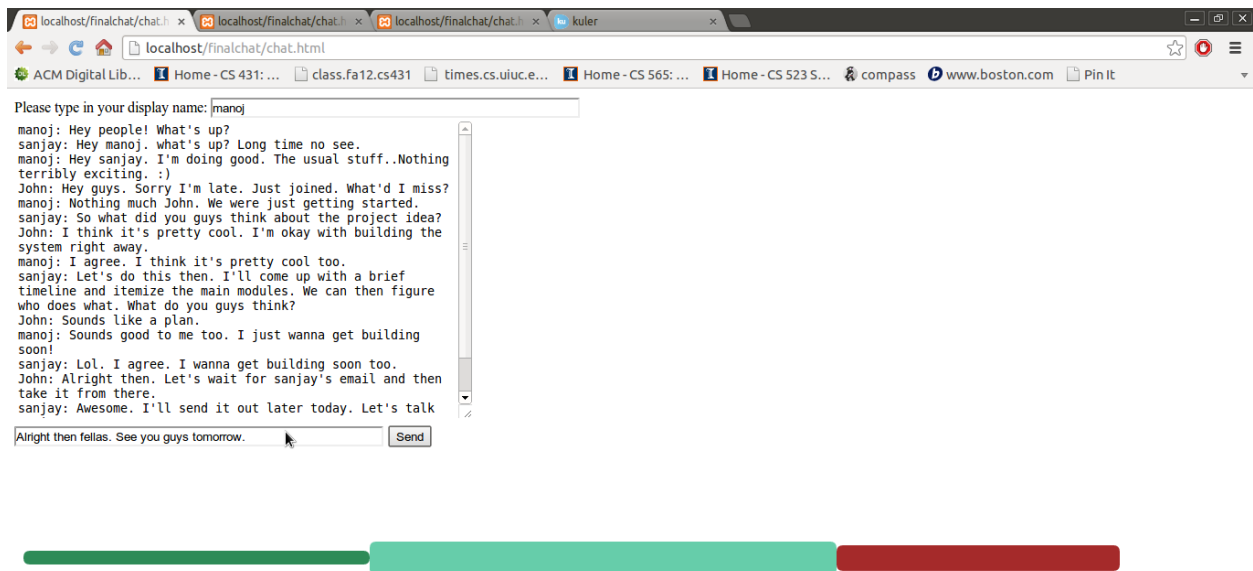 localhost/finalchat/chat.h
localhost/finalchat/chat.h
localhost/finalchat/chat.h
ku kuler
localhost/finalchat/chat.html
ACM Digital Lib... I Home - CS 431: ... class.fa12.cs431 times.cs.uiuc.e... I Home - CS 565: ... I Home - CS 523 S... compass b www.boston.com Pin It
Please type in your display name: manoj
manoj: Hey people! What's up?
sanjay: Hey manoj. what's up? Long time no see.
manoj: Hey sanjay. I'm doing good. The usual stuff..Nothing
terribly exciting. :)
John: Hey guys. Sorry I'm late. Just joined. What'd I miss?
manoj: Nothing much John. We were just getting started.
sanjay: So what did you guys think about the project idea?
John: I think it's pretty cool. I'm okay with building the
system right away.
manoj: I agree. I think it's pretty cool too.
sanjay: Let's do this then. I'll come up with a brief
timeline and itemize the main modules. We can then figure
who does what. What do you guys think?
John: Sounds like a plan.
manoj: Sounds good to me too. I just wanna get building
soon!
sanjay: Lol. I agree. I wanna get building soon too.
John: Alright then. Let's wait for sanjay's email and then
take it from there.
sanjay: Awesome. I'll send it out later today. Let's talk
Alright then fellas. See you guys tomorrow. Send